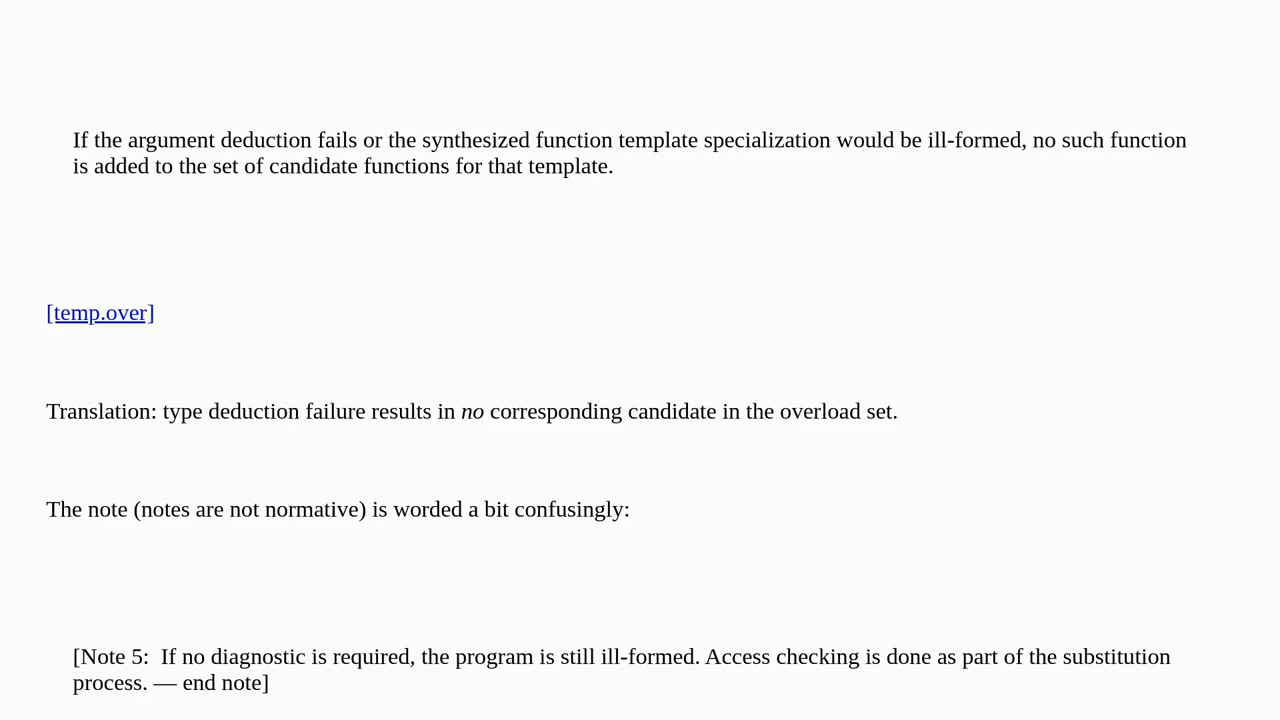 If the argument deduction fails or the synthesized function template specialization would be ill-formed, no such function
is added to the set of candidate functions for that template.
[temp.over]
Translation: type deduction failure results in no corresponding candidate in the overload set.
The note (notes are not normative) is worded a bit confusingly:
[Note 5:  If no diagnostic is required, the program is still ill-formed. Access checking is done as part of the substitution
process. — end note]